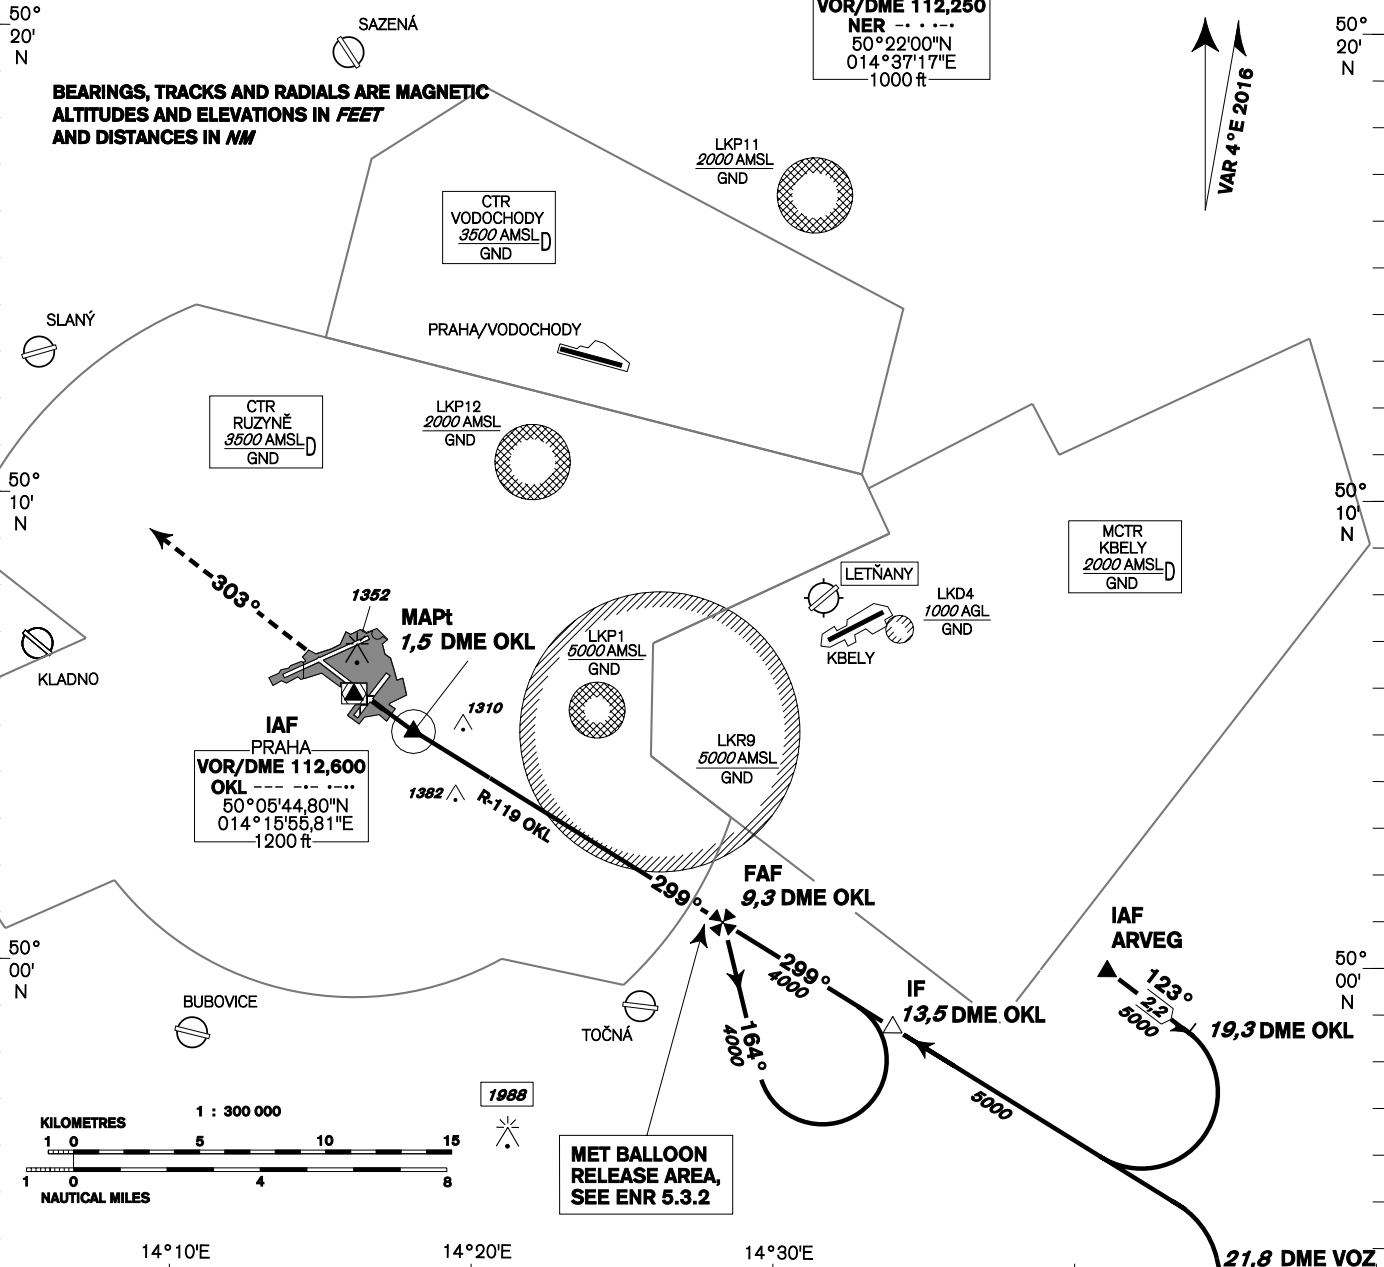 50°
20'
N
SAZENÁ
VOR/DME 112,250
NER
50°22'00"N
014°37'17"E
1000 ft
50°
20'
N
VAR 4°E 2016
BEARINGS, TRACKS AND RADIALS ARE MAGNETIC
ALTITUDES AND ELEVATIONS IN FEET
AND DISTANCES IN NM
LKP11
2000 AMSL
GND
CTR
VODOCHODY
3500 AMSL D
GND
SLANÝ
PRAHA/VODOCHODY
CTR
RUZYNĚ
3500 AMSL D
GND
LKP12
2000 AMSL
GND
50°
10'
N
50°
10'
N
MCTR
KBELY
2000 AMSL D
GND
303°
1352
MAPt
1,5 DME OKL
LKP1
5000 AMSL
GND
LETŇANY
LKD4
1000 AGL
GND
KBELY
KLADNO
1310
IAF
PRAHA
VOR/DME 112,600
OKL
50°05'44,80"N
014°15'55,81"E
1200 ft
LKR9
5000 AMSL
GND
1382
R-119 OKL
299°
FAF
9,3 DME OKL
IAF
ARVEG
50°
00'
N
299°
4000
IF
13,5 DME OKL
123°
2,2
5000
19,3 DME OKL
50°
00'
N
BUBOVICE
TOČNÁ
164°
4000
5000
1988
1 : 300 000
KILOMETRES
1 0 5 10 15
1 0 4 8
NAUTICAL MILES
MET BALLOON
RELEASE AREA,
SEE ENR 5.3.2
14°10'E
14°20'E
14°30'E
21,8 DME VOZ